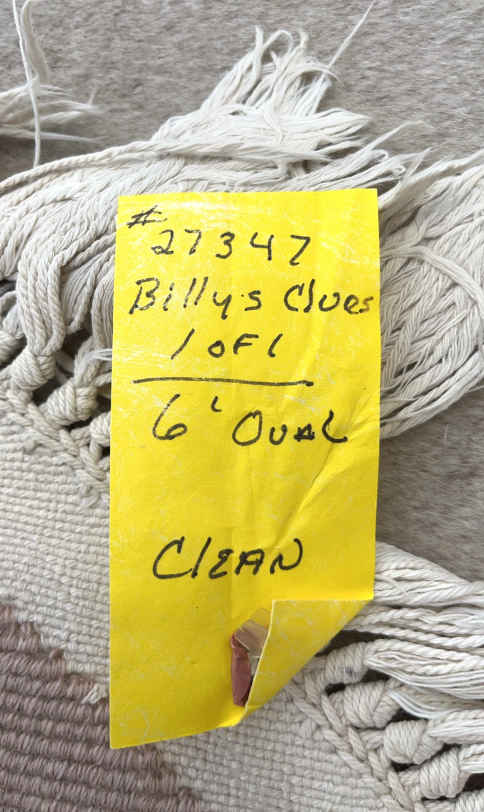 #
27347
Billy's Clues
1 OF 1
6' OVAL
CLEAN